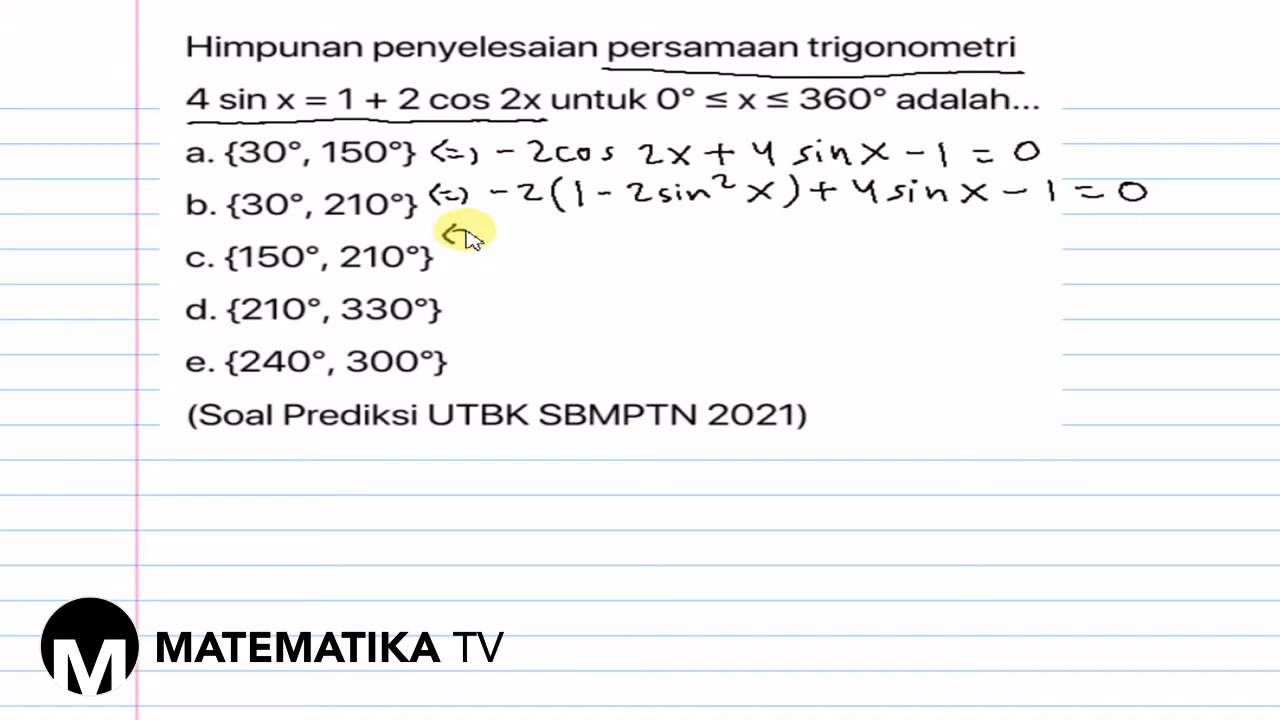 Himpunan penyelesaian persamaan trigonometri
4 sin x = 1 + 2 cos 2x untuk 0° ≤ x ≤ 360° adalah...
a. {30°, 150°} <=> -2cos 2x + 4 sin x - 1 = 0
b. {30°, 210°} <=> -2(1 - 2sin² x) + 4 sin x - 1 = 0
c. {150°, 210°}
d. {210°, 330°}
e. {240°, 300°}
(Soal Prediksi UTBK SBMPTN 2021)
M MATEMATIKA TV